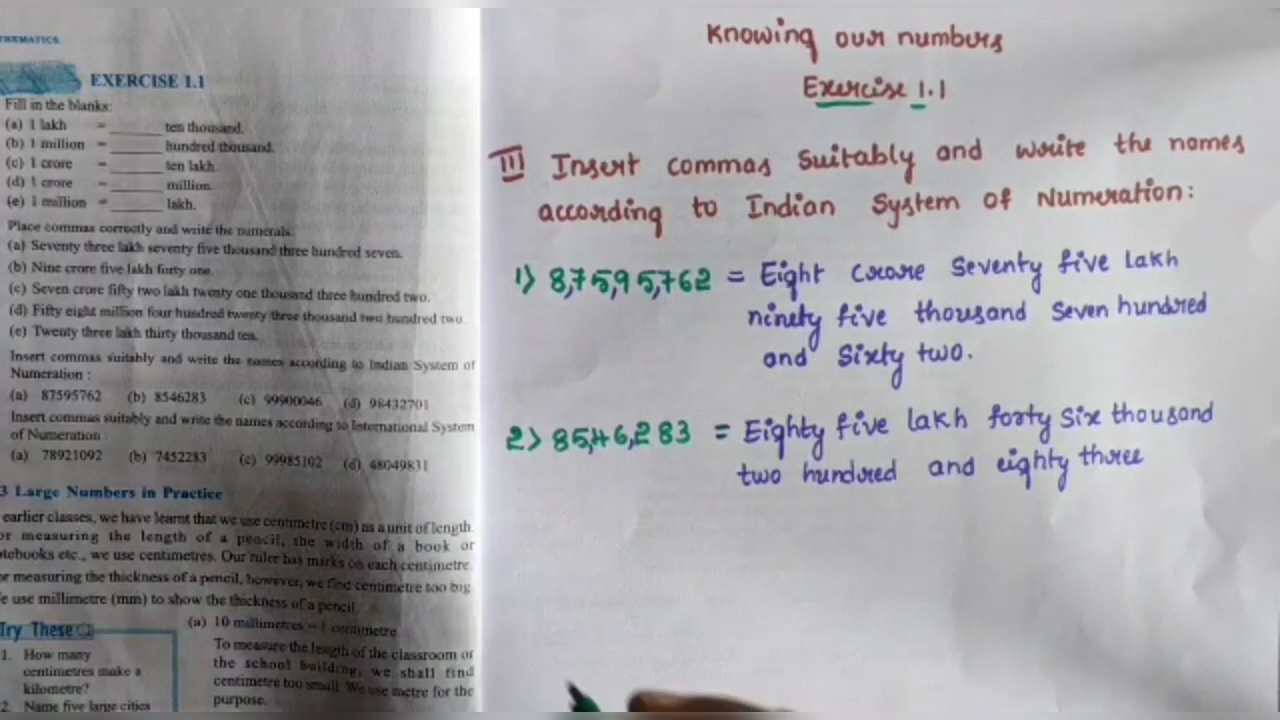 THEMATICS
EXERCISE 1.1
Fill in the blanks:
(a) 1 lakh = ______ ten thousand.
(b) 1 million = ______ hundred thousand.
(c) 1 crore = ______ ten lakh.
(d) 1 crore = ______ million.
(e) 1 million = ______ lakh.
Place commas correctly and write the numerals:
(a) Seventy three lakh seventy five thousand three hundred seven.
(b) Nine crore five lakh forty one.
(c) Seven crore fifty two lakh twenty one thousand three hundred two.
(d) Fifty eight million four hundred twenty three thousand two hundred two.
(e) Twenty three lakh thirty thousand ten.
Insert commas suitably and write the names according to Indian System of
Numeration :
(a) 87595762 (b) 8546283 (c) 99900046 (d) 98432701
Insert commas suitably and write the names according to International System
of Numeration :
(a) 78921092 (b) 7452283 (c) 99985102 (d) 48049831
3 Large Numbers in Practice
earlier classes, we have learnt that we use centimetre (cm) as a unit of length.
or measuring the length of a pencil, the width of a book or
otebooks etc., we use centimetres. Our ruler has marks on each centimetre.
or measuring the thickness of a pencil, however, we find centimetre too big.
e use millimetre (mm) to show the thickness of a pencil.
Try These
1. How many
centimetres make a
kilometre?
2. Name five large cities
(a) 10 millimetres = 1 centimetre
To measure the length of the classroom or
the school building, we shall find
centimetre too small. We use metre for the
purpose.
Knowing our numbers
Exercise 1.1
III Insert commas suitably and write the names
according to Indian System of Numeration:
1) 8,75,95,762 = Eight crore seventy five lakh
ninety five thousand seven hundred
and sixty two.
2) 85,46,283 = Eighty five lakh forty six thousand
two hundred and eighty three